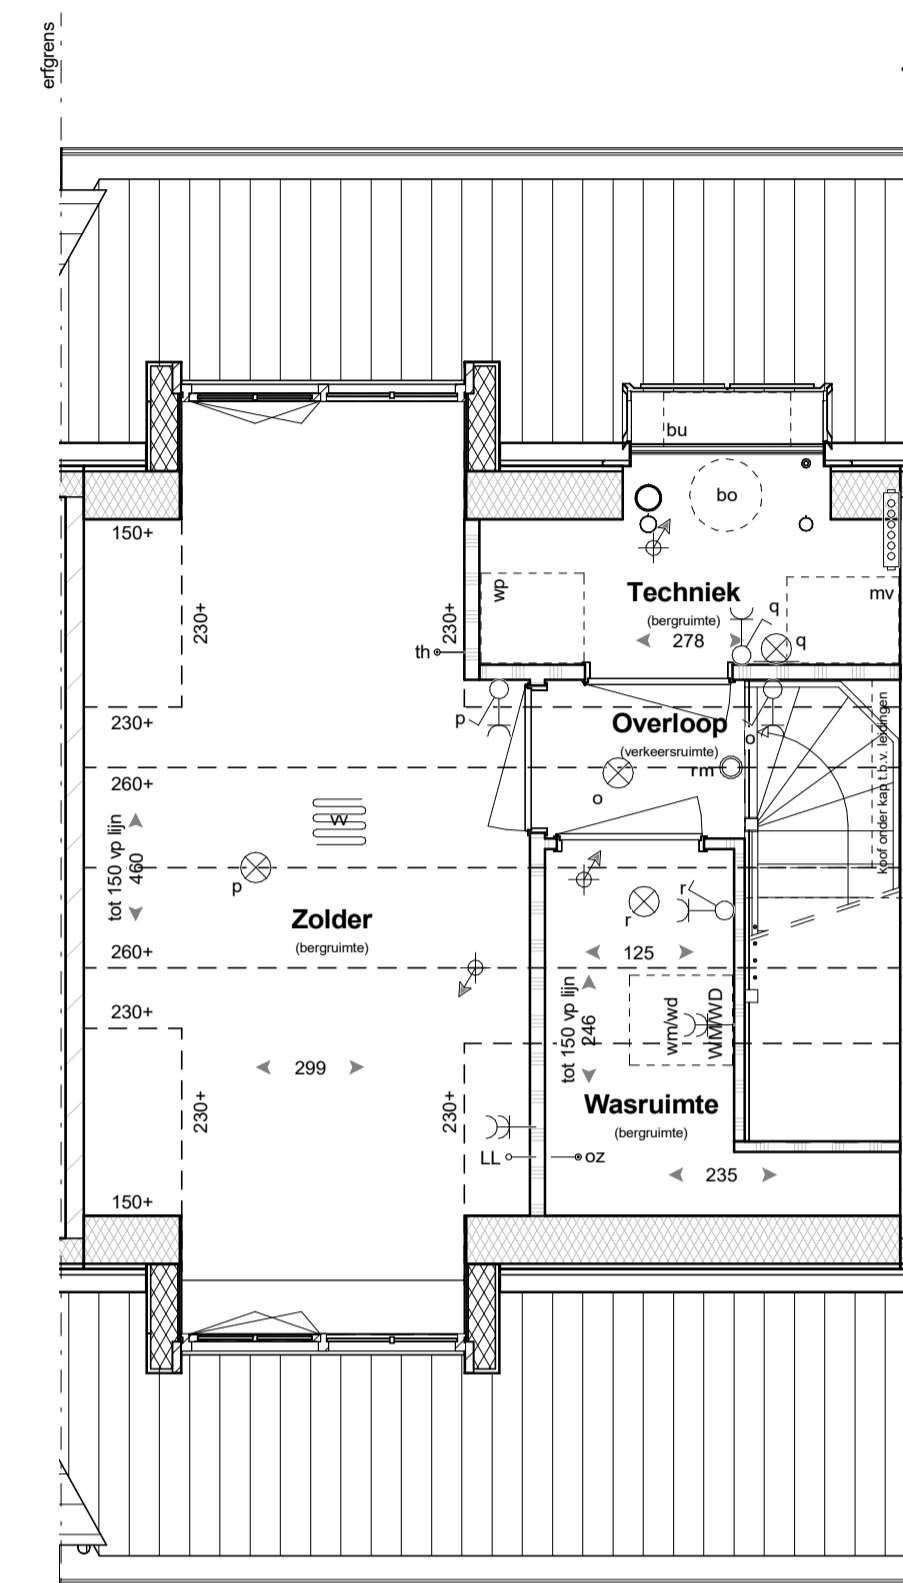 erfgrens
bu
bo
150+
wp
Techniek
mv
(bergruimte)
q
278
q
230+
230+
th
p
230+
Overloop
(verkeersruimte)
o
rm
koof onder kap t.b.v. leidingen
260+
o
vv
tot 150 vp lijn
460
p
r
Zolder
r
(bergruimte)
260+
125
230+
tot 150 vp lijn
246
wm/wd
WM/WD
299
230+
230+
Wasruimte
(bergruimte)
LL
oz
235
150+